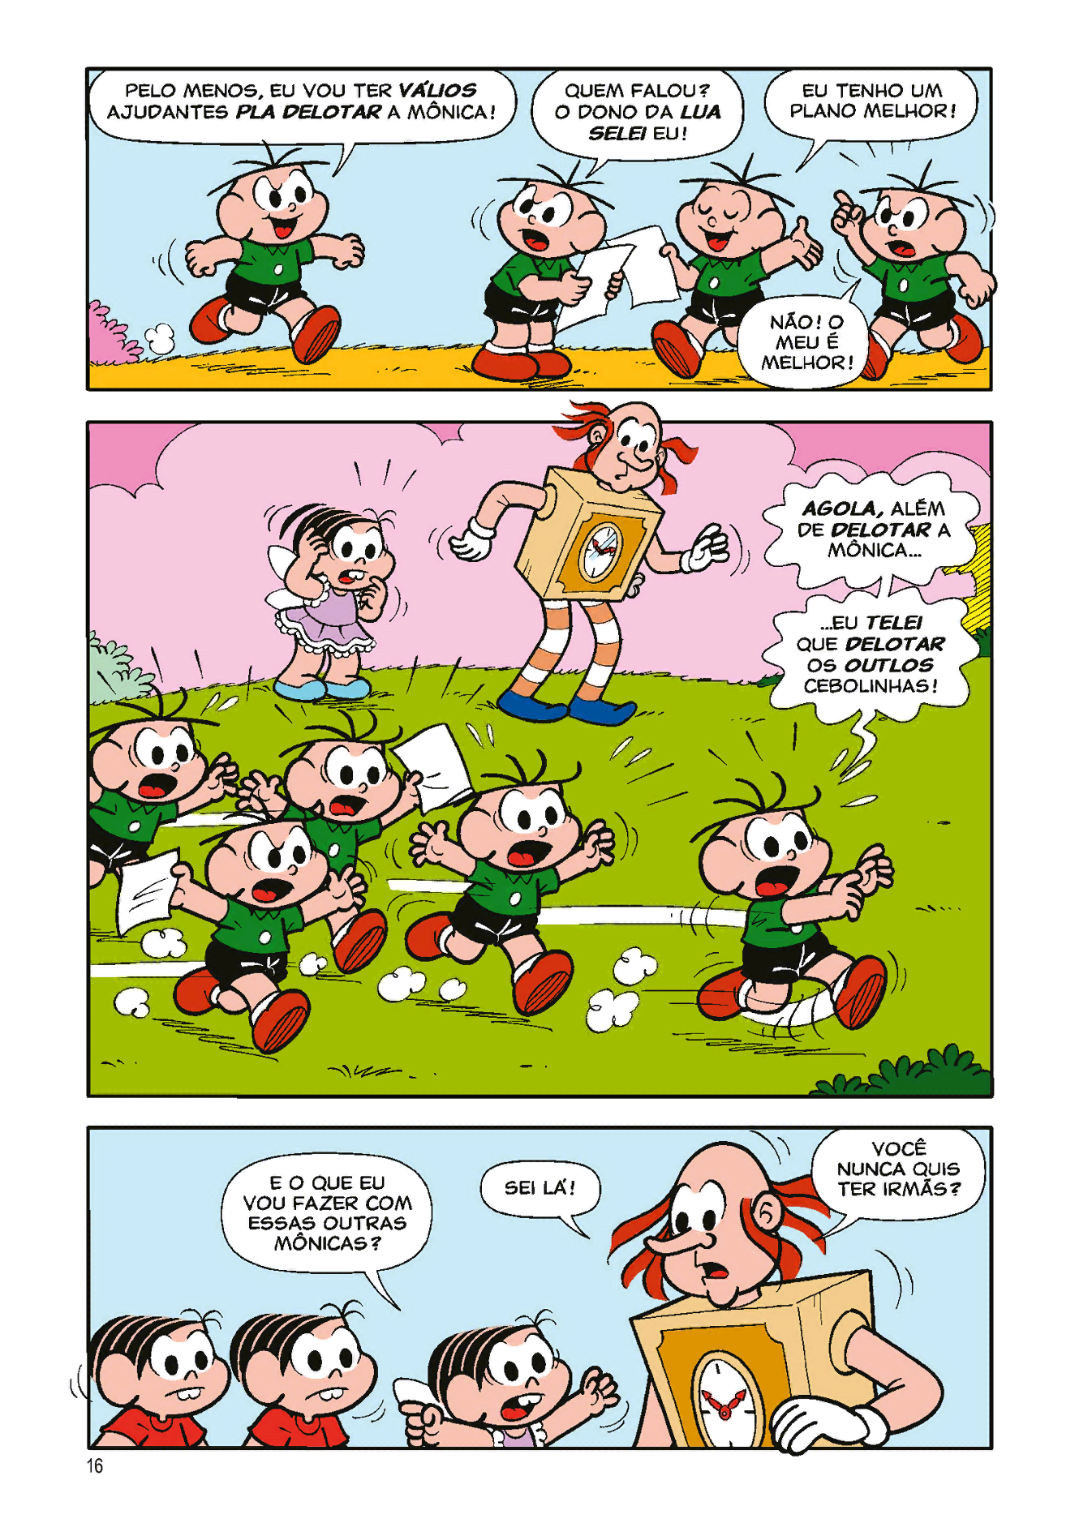 PELO MENOS, EU VOU TER VÁLIOS
AJUDANTES PLA DELOTAR A MÔNICA!
QUEM FALOU?
O DONO DA LUA
SELEI EU!
EU TENHO UM
PLANO MELHOR!
NÃO! O
MEU É
MELHOR!
AGOLA, ALÉM
DE DELOTAR A
MÔNICA...
...EU TELEI
QUE DELOTAR
OS OUTLOS
CEBOLINHAS!
E O QUE EU
VOU FAZER COM
ESSAS OUTRAS
MÔNICAS?
SEI LÁ!
VOCÊ
NUNCA QUIS
TER IRMÃS?
16